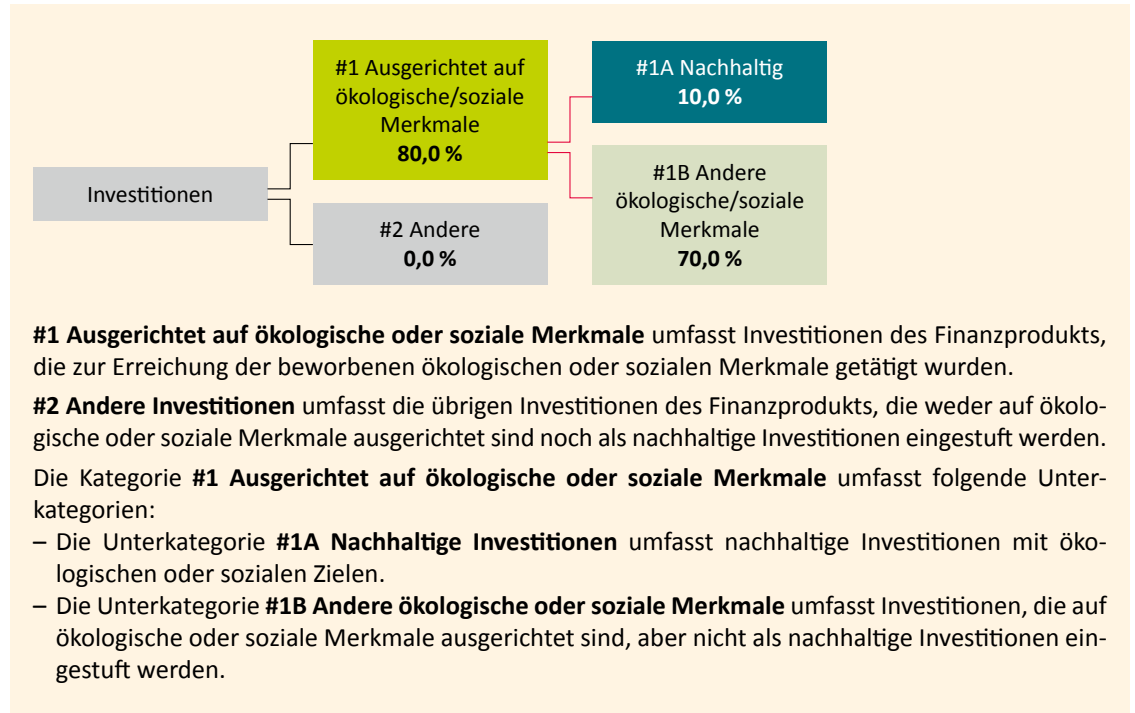 #1 Ausgerichtet auf
ökologische/soziale
Merkmale
80,0 %
#1A Nachhaltig
10,0 %
Investitionen
#1B Andere
ökologische/soziale
Merkmale
70,0 %
#2 Andere
0,0 %
#1 Ausgerichtet auf ökologische oder soziale Merkmale umfasst Investitionen des Finanzprodukts,
die zur Erreichung der beworbenen ökologischen oder sozialen Merkmale getätigt wurden.
#2 Andere Investitionen umfasst die übrigen Investitionen des Finanzprodukts, die weder auf ökolo-
gische oder soziale Merkmale ausgerichtet sind noch als nachhaltige Investitionen eingestuft werden.
Die Kategorie #1 Ausgerichtet auf ökologische oder soziale Merkmale umfasst folgende Unter-
kategorien:
– Die Unterkategorie #1A Nachhaltige Investitionen umfasst nachhaltige Investitionen mit öko-
logischen oder sozialen Zielen.
– Die Unterkategorie #1B Andere ökologische oder soziale Merkmale umfasst Investitionen, die auf
ökologische oder soziale Merkmale ausgerichtet sind, aber nicht als nachhaltige Investitionen ein-
gestuft werden.